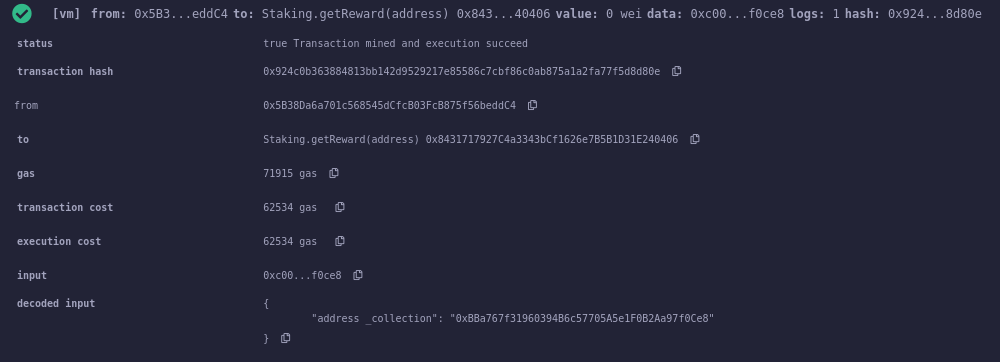 [vm] from: 0x5B3...eddC4 to: Staking.getReward(address) 0x843...40406 value: 0 wei data: 0xc00...f0ce8 logs: 1 hash: 0x924...8d80e
status true Transaction mined and execution succeed
transaction hash 0x924c0b363884813bb142d9529217e85586c7cbf86c0ab875a1a2fa77f5d8d80e
from 0x5B38Da6a701c568545dCfcB03FcB875f56beddC4
to Staking.getReward(address) 0x8431717927C4a3343bCf1626e7B5B1D31E240406
gas 71915 gas
transaction cost 62534 gas
execution cost 62534 gas
input 0xc00...f0ce8
decoded input {
"address _collection": "0xBBa767f31960394B6c57705A5e1F0B2Aa97f0Ce8"
}